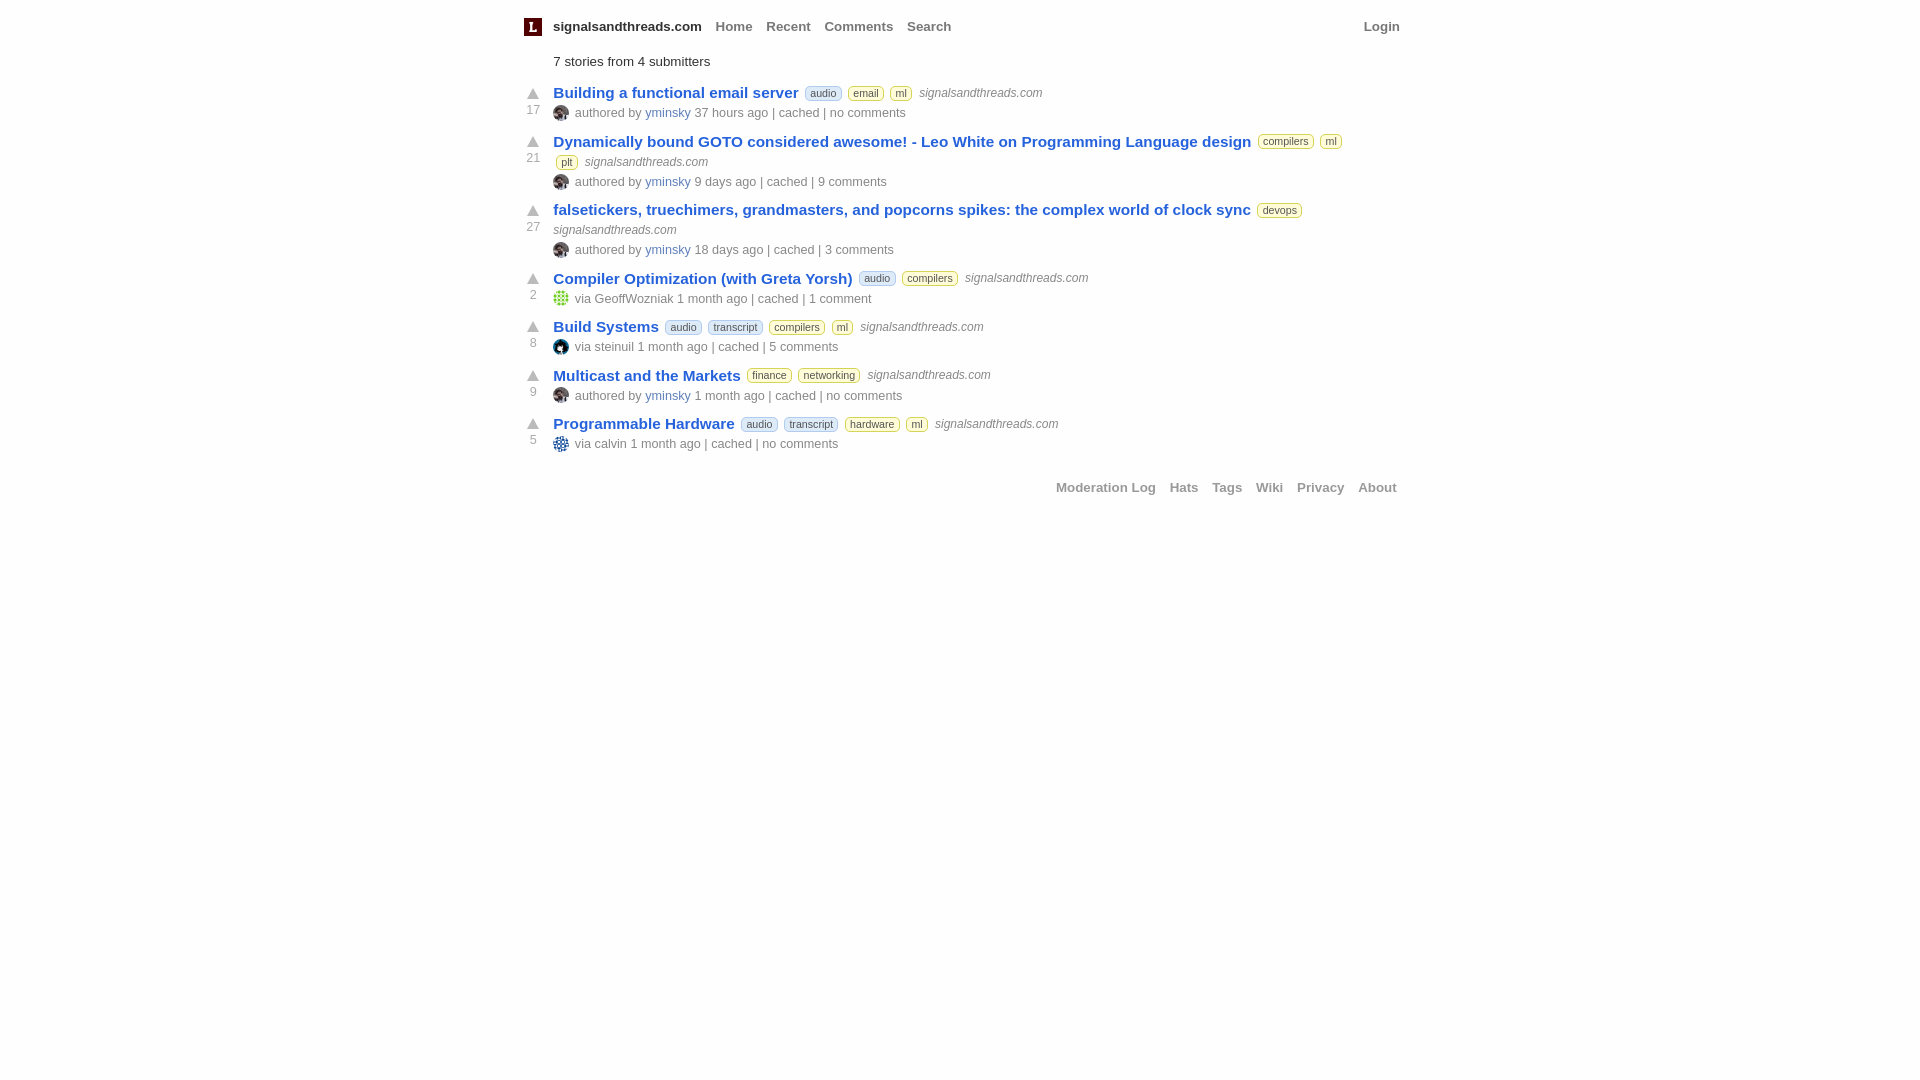 L signalsandthreads.com Home Recent Comments Search Login
7 stories from 4 submitters
Building a functional email server audio email ml signalsandthreads.com
17
authored by yminsky 37 hours ago | cached | no comments
Dynamically bound GOTO considered awesome! - Leo White on Programming Language design compilers ml
21
plt signalsandthreads.com
authored by yminsky 9 days ago | cached | 9 comments
falsetickers, truechimers, grandmasters, and popcorns spikes: the complex world of clock sync devops
27
signalsandthreads.com
authored by yminsky 18 days ago | cached | 3 comments
Compiler Optimization (with Greta Yorsh) audio compilers signalsandthreads.com
2
via GeoffWozniak 1 month ago | cached | 1 comment
Build Systems audio transcript compilers ml signalsandthreads.com
8
via steinuil 1 month ago | cached | 5 comments
Multicast and the Markets finance networking signalsandthreads.com
9
authored by yminsky 1 month ago | cached | no comments
Programmable Hardware audio transcript hardware ml signalsandthreads.com
5
via calvin 1 month ago | cached | no comments
Moderation Log Hats Tags Wiki Privacy About